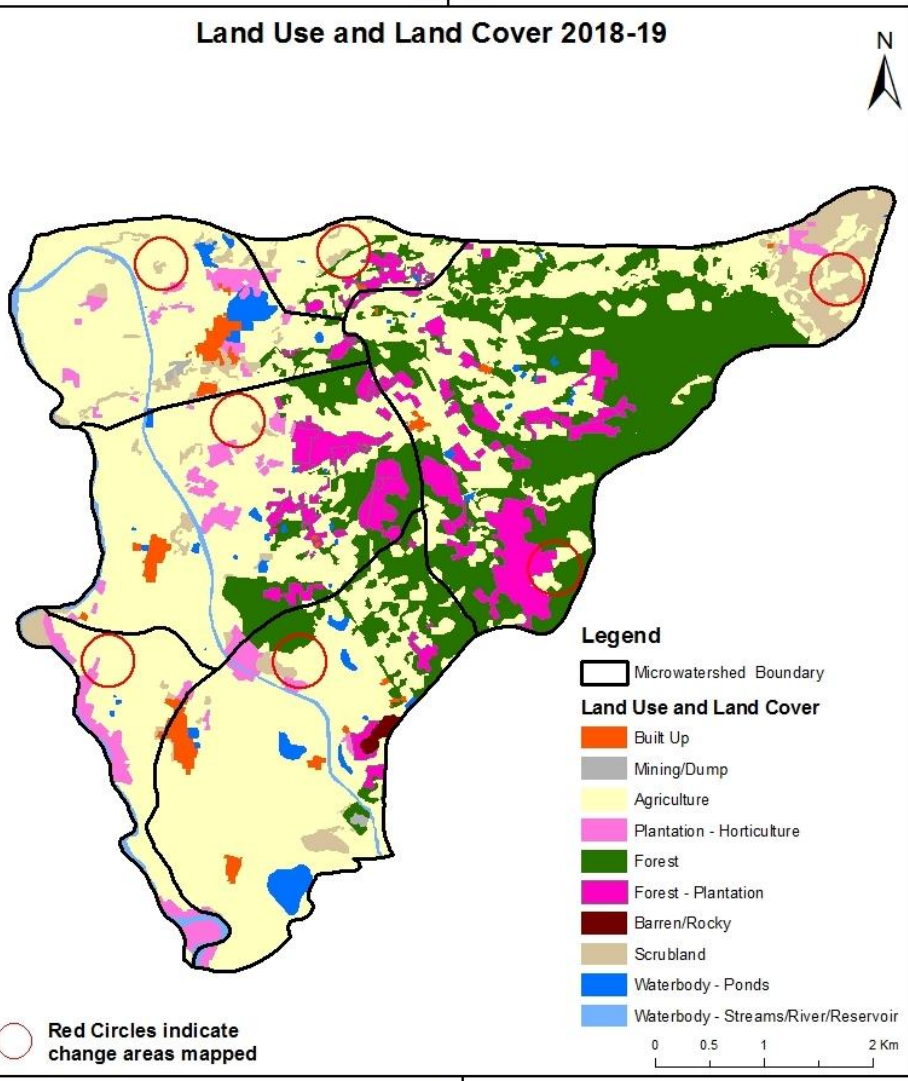 Land Use and Land Cover 2018-19
N
Legend
Microwatershed Boundary
Land Use and Land Cover
Built Up
Mining/Dump
Agriculture
Plantation - Horticulture
Forest
Forest - Plantation
Barren/Rocky
Scrubland
Waterbody - Ponds
Waterbody - Streams/River/Reservoir
Red Circles indicate
change areas mapped
0 0.5 1 2 Km